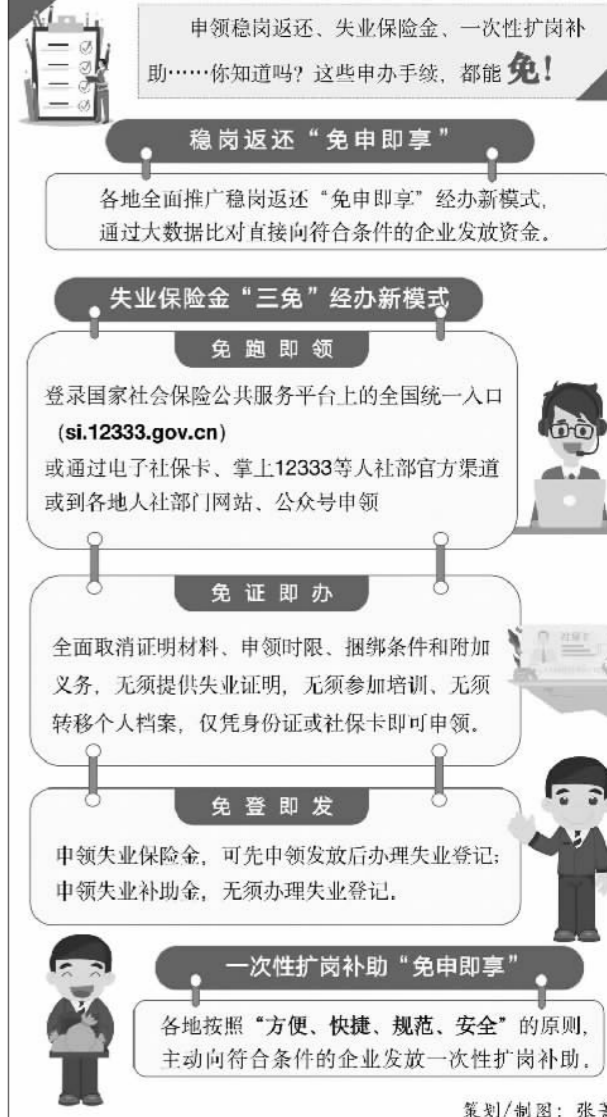 申领稳岗返还、失业保险金、一次性扩岗补
助……你知道吗？这些申办手续，都能免！
稳岗返还“免申即享”
各地全面推广稳岗返还“免申即享”经办新模式，
通过大数据比对直接向符合条件的企业发放资金。
失业保险金“三免”经办新模式
免跑即领
登录国家社会保险公共服务平台上的全国统一入口
（si.12333.gov.cn）
或通过电子社保卡、掌上12333等人社部官方渠道
或到各地人社部门网站、公众号申领
免证即办
全面取消证明材料、申领时限、捆绑条件和附加
义务，无须提供失业证明，无须参加培训、无须
转移个人档案，仅凭身份证或社保卡即可申领。
社保卡
免登即发
申领失业保险金，可先申领发放后办理失业登记；
申领失业补助金，无须办理失业登记。
一次性扩岗补助“免申即享”
各地按照“方便、快捷、规范、安全”的原则，
主动向符合条件的企业发放一次性扩岗补助。
策划/制图：张